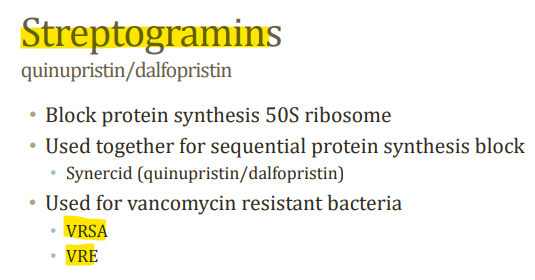 Streptogramins
quinupristin/dalfopristin
• Block protein synthesis 50S ribosome
• Used together for sequential protein synthesis block
• Synercid (quinupristin/dalfopristin)
• Used for vancomycin resistant bacteria
• VRSA
• VRE